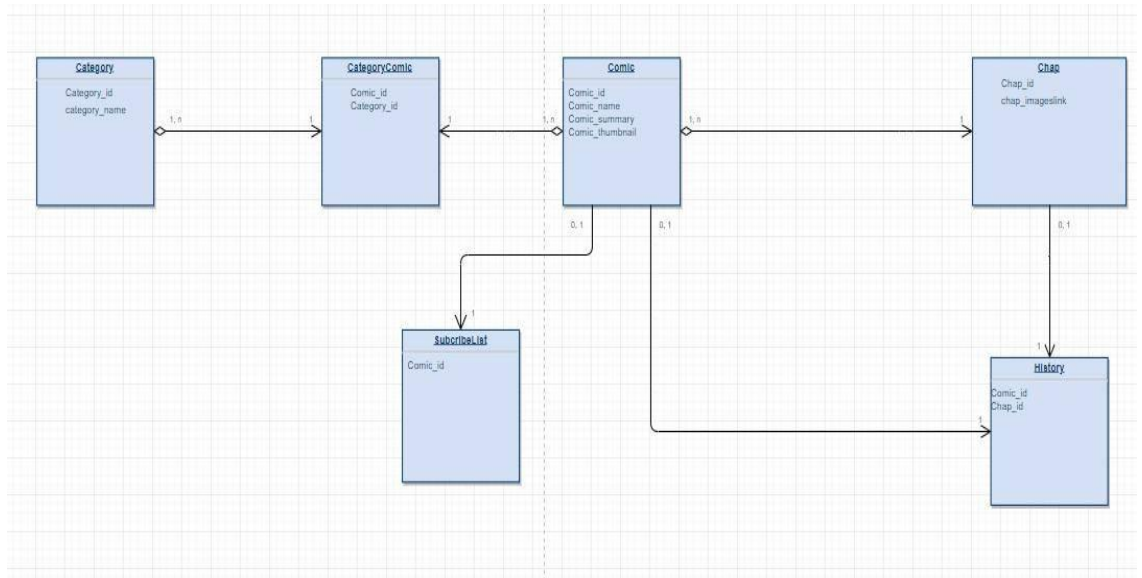 Category
Category_id
category_name
1, n
1
CategoryComic
Comic_id
Category_id
1
1, n
Comic
Comic_id
Comic_name
Comic_summary
Comic_thumbnail
1, n
1
Chap
Chap_id
chap_imageslink
0, 1
0, 1
0, 1
1
SubcribeList
Comic_id
1
History
Comic_id
Chap_id
1